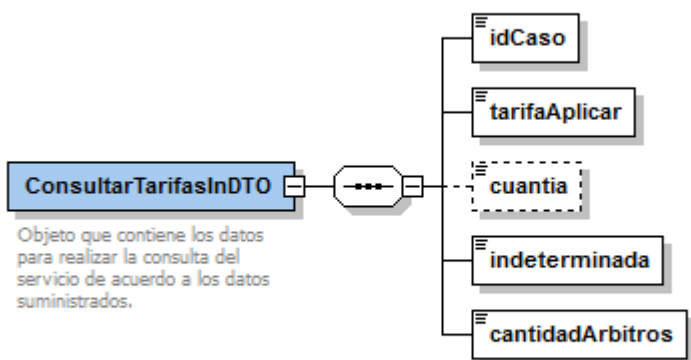 idCaso
tarifaAplicar
ConsultarTarifasInDTO
cuantia
Objeto que contiene los datos
para realizar la consulta del
servicio de acuerdo a los datos
suministrados.
indeterminada
cantidadArbitros